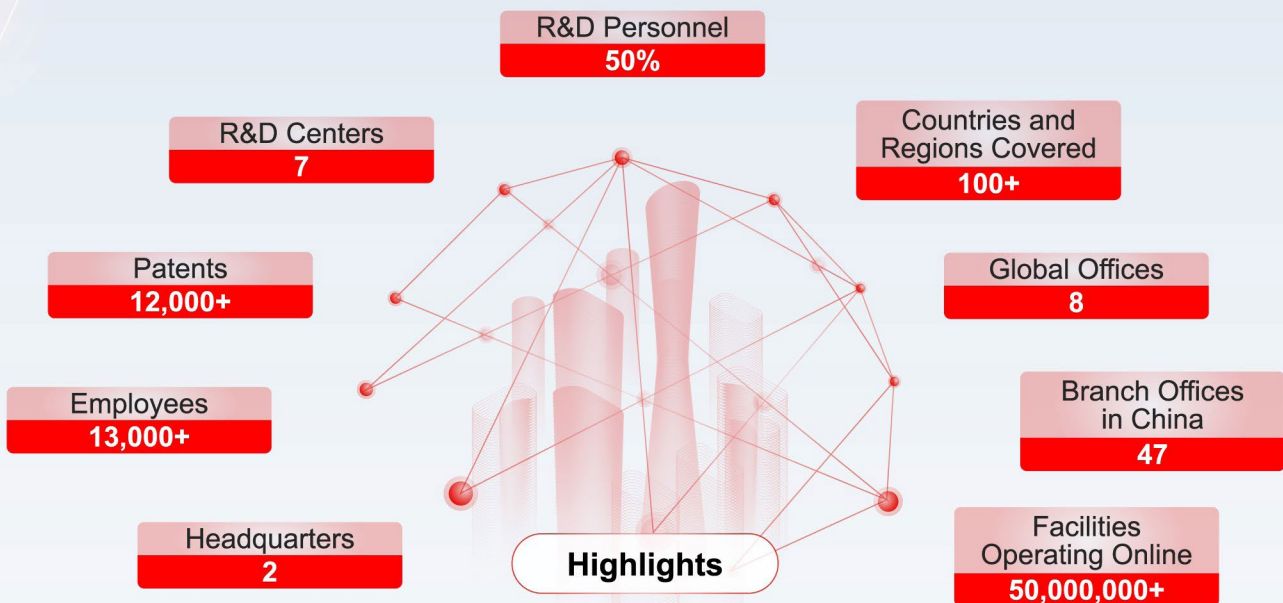 R&D Personnel
50%
R&D Centers
7
Countries and
Regions Covered
100+
Patents
12,000+
Global Offices
8
Employees
13,000+
Branch Offices
in China
47
Headquarters
2
Highlights
Facilities
Operating Online
50,000,000+